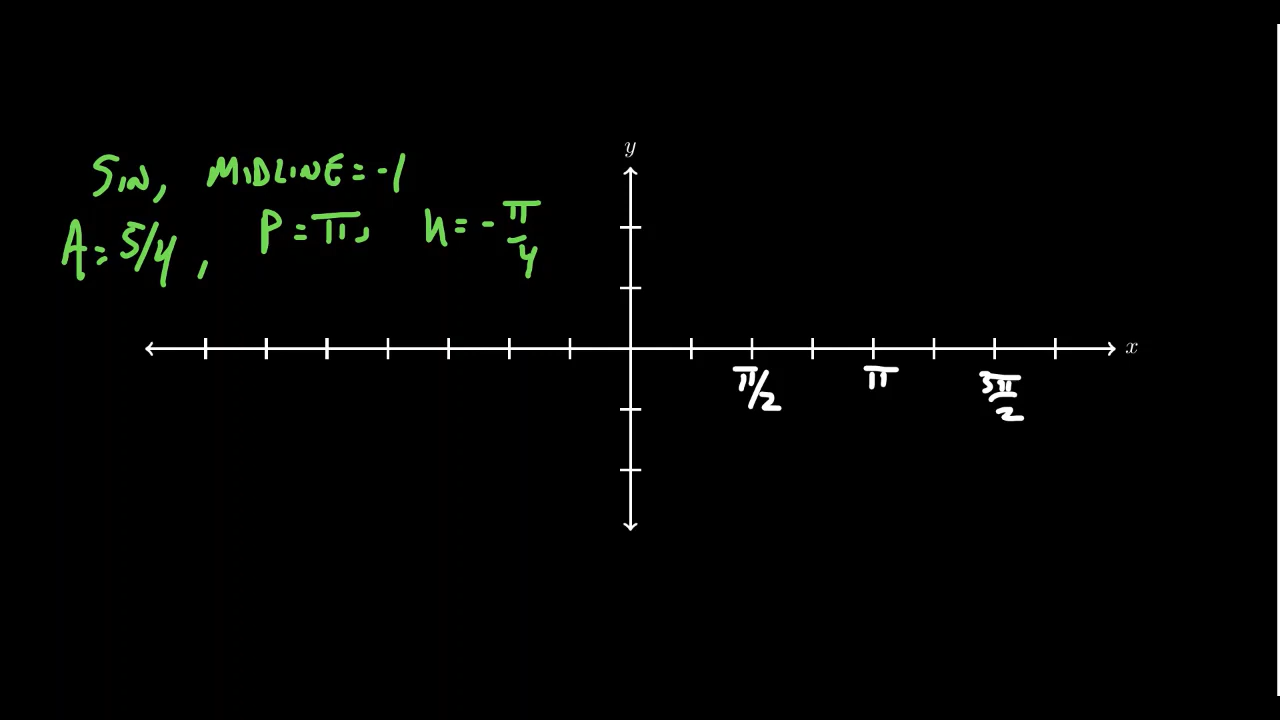 y
SIN, MIDLINE = -1
A = 5/4, P = π, h = -π/4
x
π/2 π 3π/2